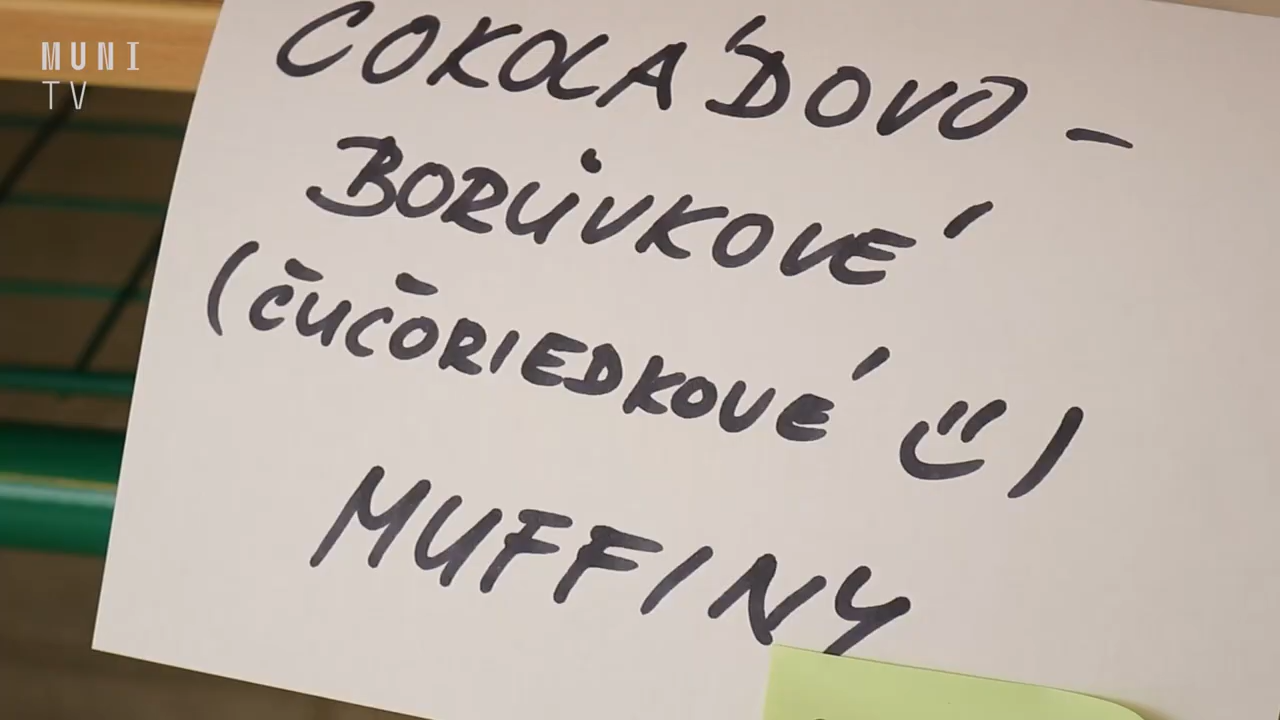 MUNI
TV
ČOKOLÁDOVO -
BORŮVKOVÉ
(ČUČORIEDKOVÉ )
MUFFINY